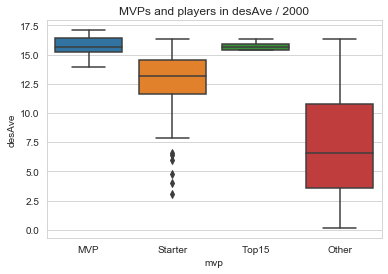 MVPs and players in desAve / 2000
17.5
15.0
12.5
10.0
7.5
5.0
2.5
0.0
desAve
MVP Starter Top15 Other
mvp